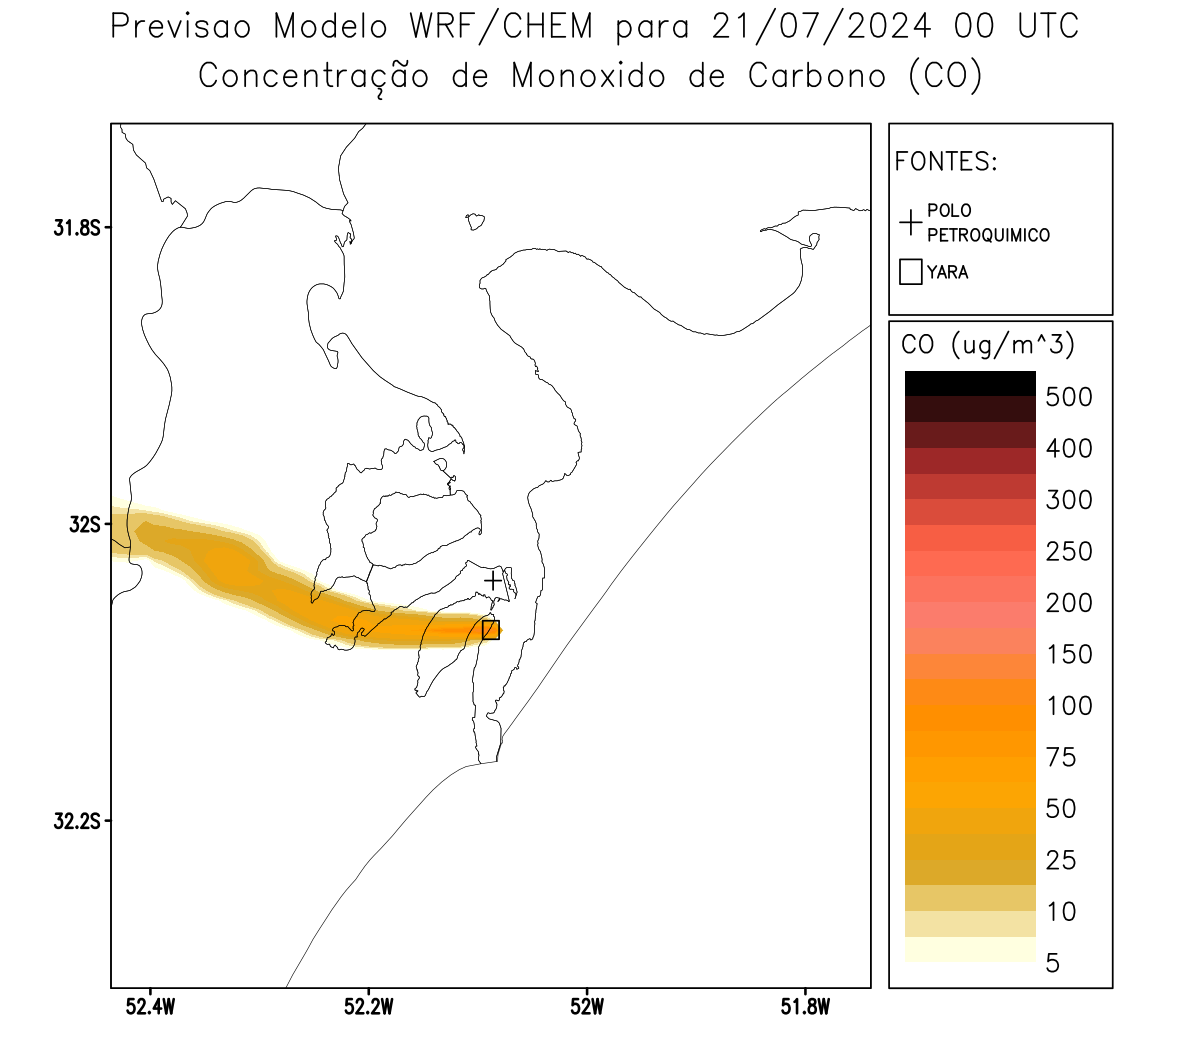 Previsao Modelo WRF/CHEM para 21/07/2024 00 UTC
Concentração de Monoxido de Carbono (CO)
FONTES:
POLO
PETROQUIMICO
YARA
CO (ug/m^3)
500
400
300
250
200
150
100
75
50
25
10
5
31.8S
32S
32.2S
52.4W
52.2W
52W
51.8W